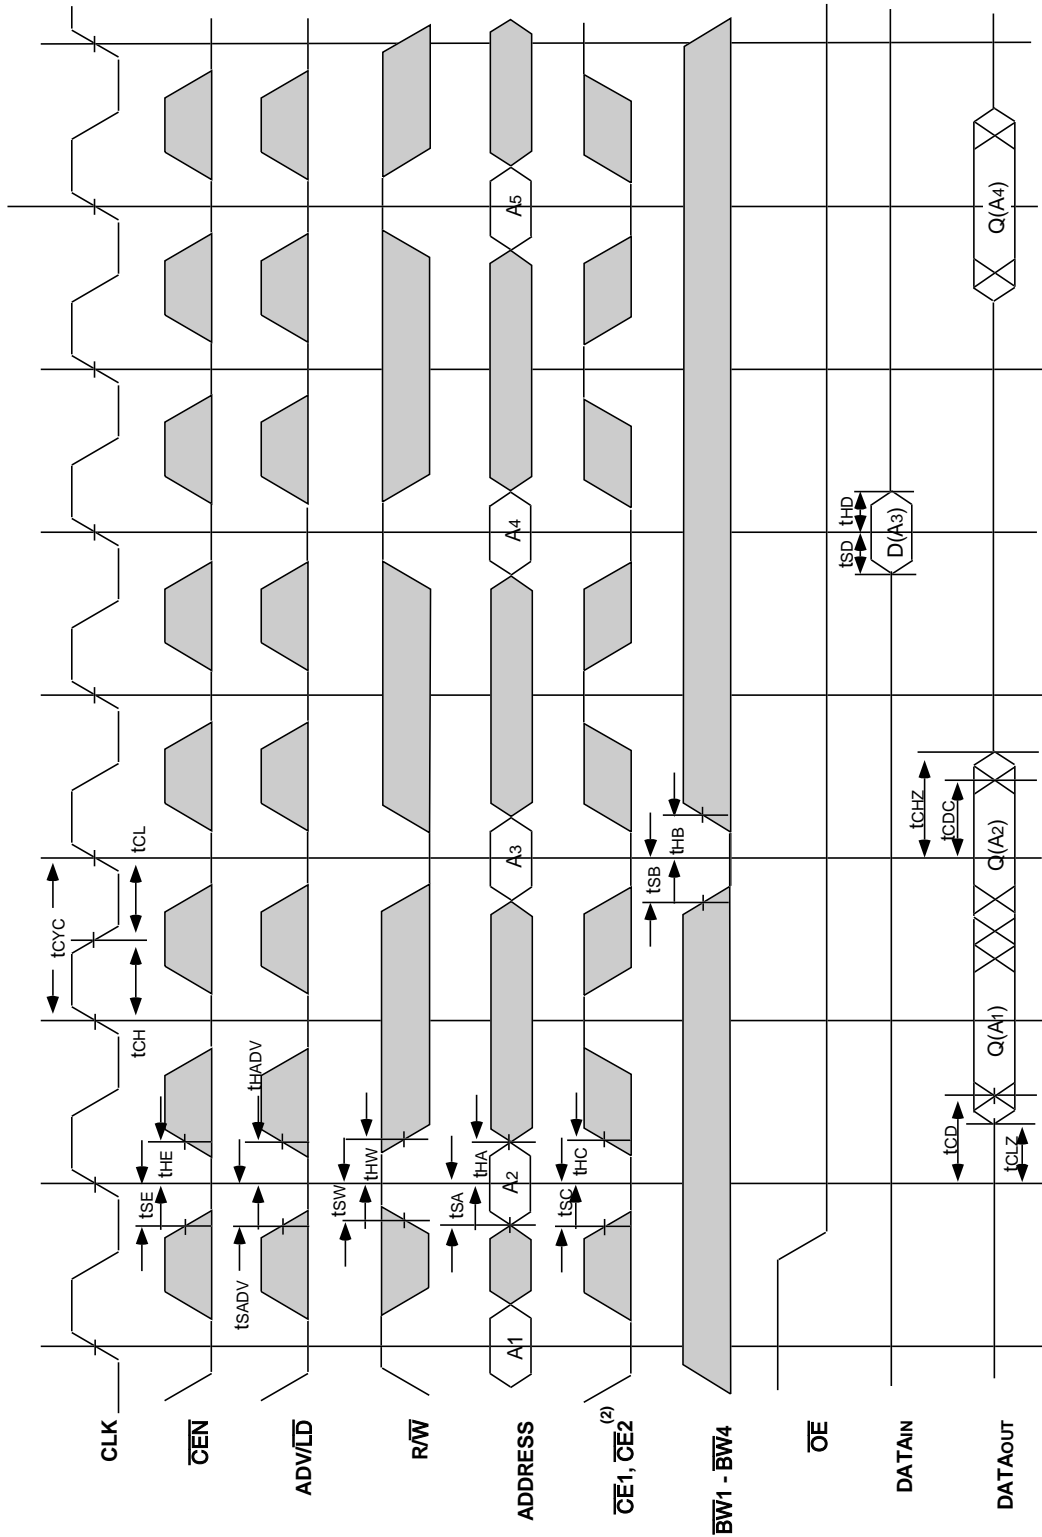 CLK
tCYC
tCH
tCL
CEN
tSE
tHE
ADV/LD
tSADV
tHADV
R/W
tSW
tHW
ADDRESS
A1
A2
A3
A4
A5
tSA
tHA
CE1, CE2(2)
tSC
tHC
BW1 - BW4
tSB
tHB
OE
DATAIN
tSD
tHD
D(A3)
DATAOUT
tCD
tCLZ
Q(A1)
Q(A2)
tCHZ
tCDC
Q(A4)